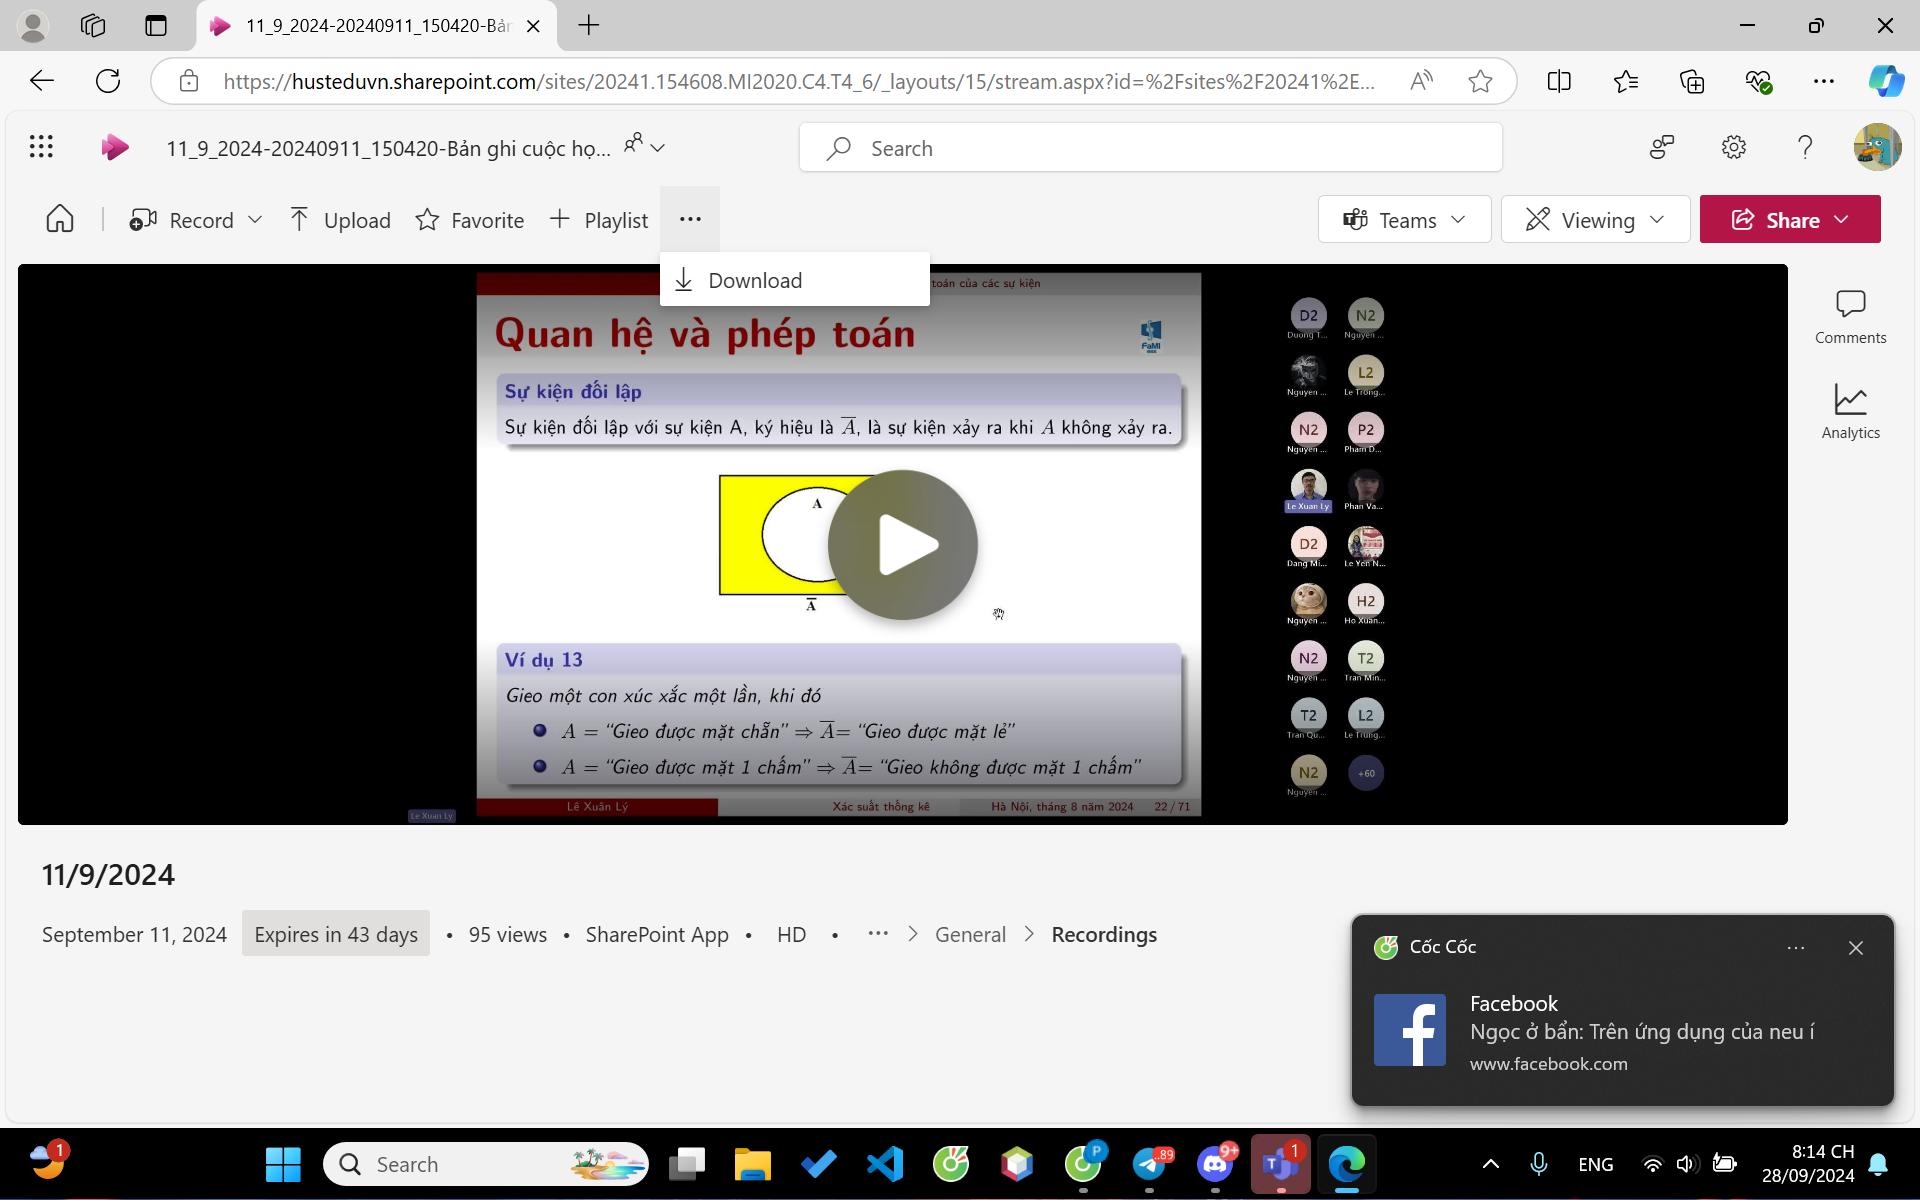 11_9_2024-20240911_150420-Bản
https://husteduvn.sharepoint.com/sites/20241.154608.MI2020.C4.T4_6/_layouts/15/stream.aspx?id=%2Fsites%2F20241%2E...
11_9_2024-20240911_150420-Bản ghi cuộc họ...
Search
Record
Upload
Favorite
Playlist
Teams
Viewing
Share
Download
toán của các sự kiện
Quan hệ và phép toán
FaMI
Sự kiện đối lập
Sự kiện đối lập với sự kiện A, ký hiệu là A̅, là sự kiện xảy ra khi A không xảy ra.
A
A̅
Ví dụ 13
Gieo một con xúc xắc một lần, khi đó
A = “Gieo được mặt chẵn” ⇒ A̅= “Gieo được mặt lẻ”
A = “Gieo được mặt 1 chấm” ⇒ A̅= “Gieo không được mặt 1 chấm”
Lê Xuân Lý
Xác suất thống kê
Hà Nội, tháng 8 năm 2024
22 / 71
Le Xuan Ly
D2 N2
Duong T... Nguyen ...
L2
Nguyen ... Le Trong...
N2 P2
Nguyen ... Pham D...
Le Xuan Ly Phan Va...
D2
Dang Mi... Le Yen N...
H2
Nguyen ... Ho Xuan...
N2 T2
Nguyen ... Tran Min...
T2 L2
Tran Qu... Le Trung...
N2 +60
Nguyen ...
Comments
Analytics
11/9/2024
September 11, 2024 Expires in 43 days • 95 views • SharePoint App • HD • ... > General > Recordings
Cốc Cốc
Facebook
Ngọc ở bẩn: Trên ứng dụng của neu í
www.facebook.com
1
Search
P
..89
9+
1
ENG
8:14 CH
28/09/2024